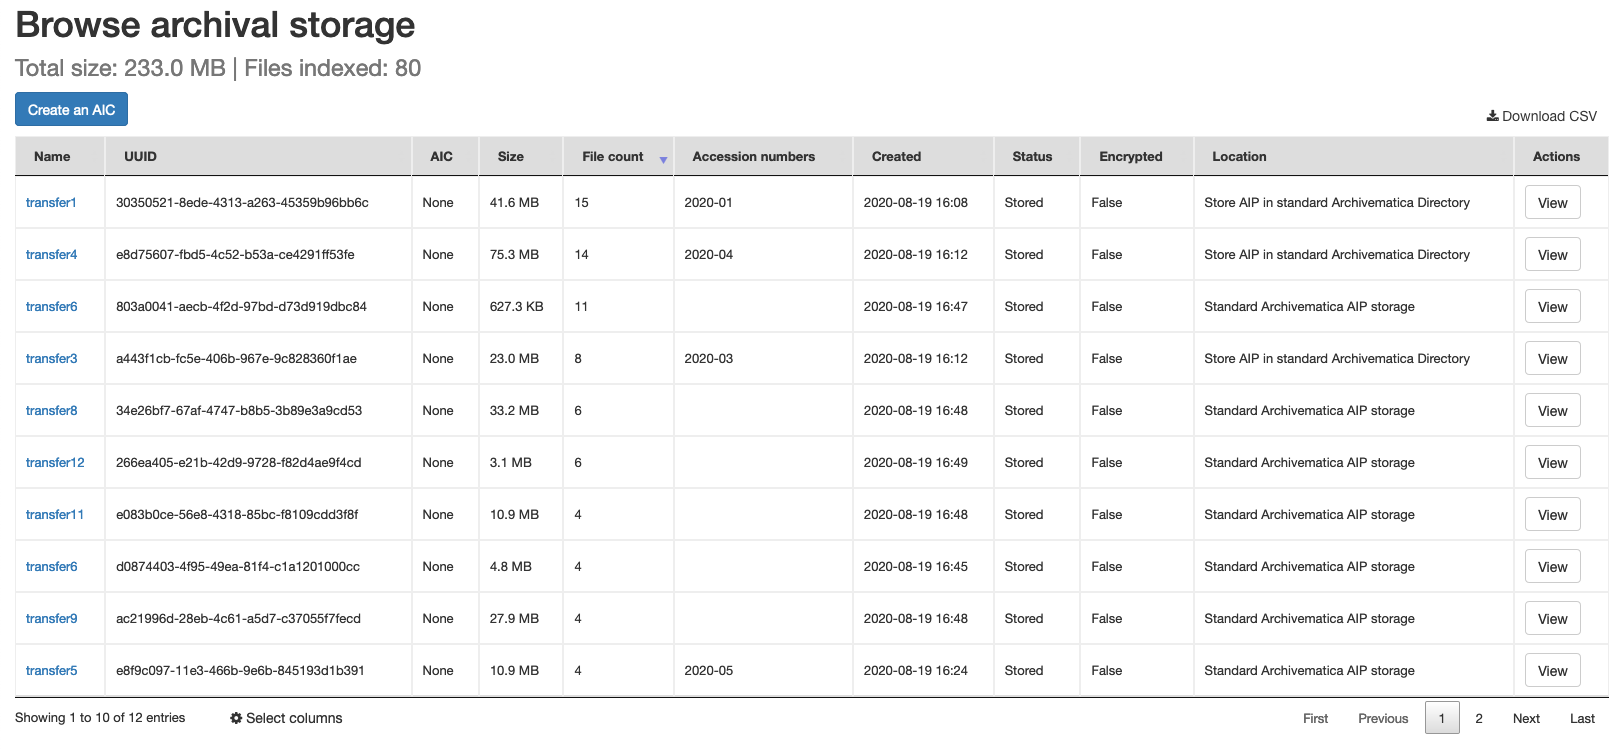 Browse archival storage
Total size: 233.0 MB | Files indexed: 80
Create an AIC
Download CSV
Name UUID AIC Size File count Accession numbers Created Status Encrypted Location Actions
transfer1 30350521-8ede-4313-a263-45359b96bb6c None 41.6 MB 15 2020-01 2020-08-19 16:08 Stored False Store AIP in standard Archivematica Directory View
transfer4 e8d75607-fbd5-4c52-b53a-ce4291ff53fe None 75.3 MB 14 2020-04 2020-08-19 16:12 Stored False Store AIP in standard Archivematica Directory View
transfer6 803a0041-aecb-4f2d-97bd-d73d919dbc84 None 627.3 KB 11 2020-08-19 16:47 Stored False Standard Archivematica AIP storage View
transfer3 a443f1cb-fc5e-406b-967e-9c828360f1ae None 23.0 MB 8 2020-03 2020-08-19 16:12 Stored False Store AIP in standard Archivematica Directory View
transfer8 34e26bf7-67af-4747-b8b5-3b89e3a9cd53 None 33.2 MB 6 2020-08-19 16:48 Stored False Standard Archivematica AIP storage View
transfer12 266ea405-e21b-42d9-9728-f82d4ae9f4cd None 3.1 MB 6 2020-08-19 16:49 Stored False Standard Archivematica AIP storage View
transfer11 e083b0ce-56e8-4318-85bc-f8109cdd3f8f None 10.9 MB 4 2020-08-19 16:48 Stored False Standard Archivematica AIP storage View
transfer6 d0874403-4f95-49ea-81f4-c1a1201000cc None 4.8 MB 4 2020-08-19 16:45 Stored False Standard Archivematica AIP storage View
transfer9 ac21996d-28eb-4c61-a5d7-c37055f7fecd None 27.9 MB 4 2020-08-19 16:48 Stored False Standard Archivematica AIP storage View
transfer5 e8f9c097-11e3-466b-9e6b-845193d1b391 None 10.9 MB 4 2020-05 2020-08-19 16:24 Stored False Standard Archivematica AIP storage View
Showing 1 to 10 of 12 entries Select columns First Previous 1 2 Next Last